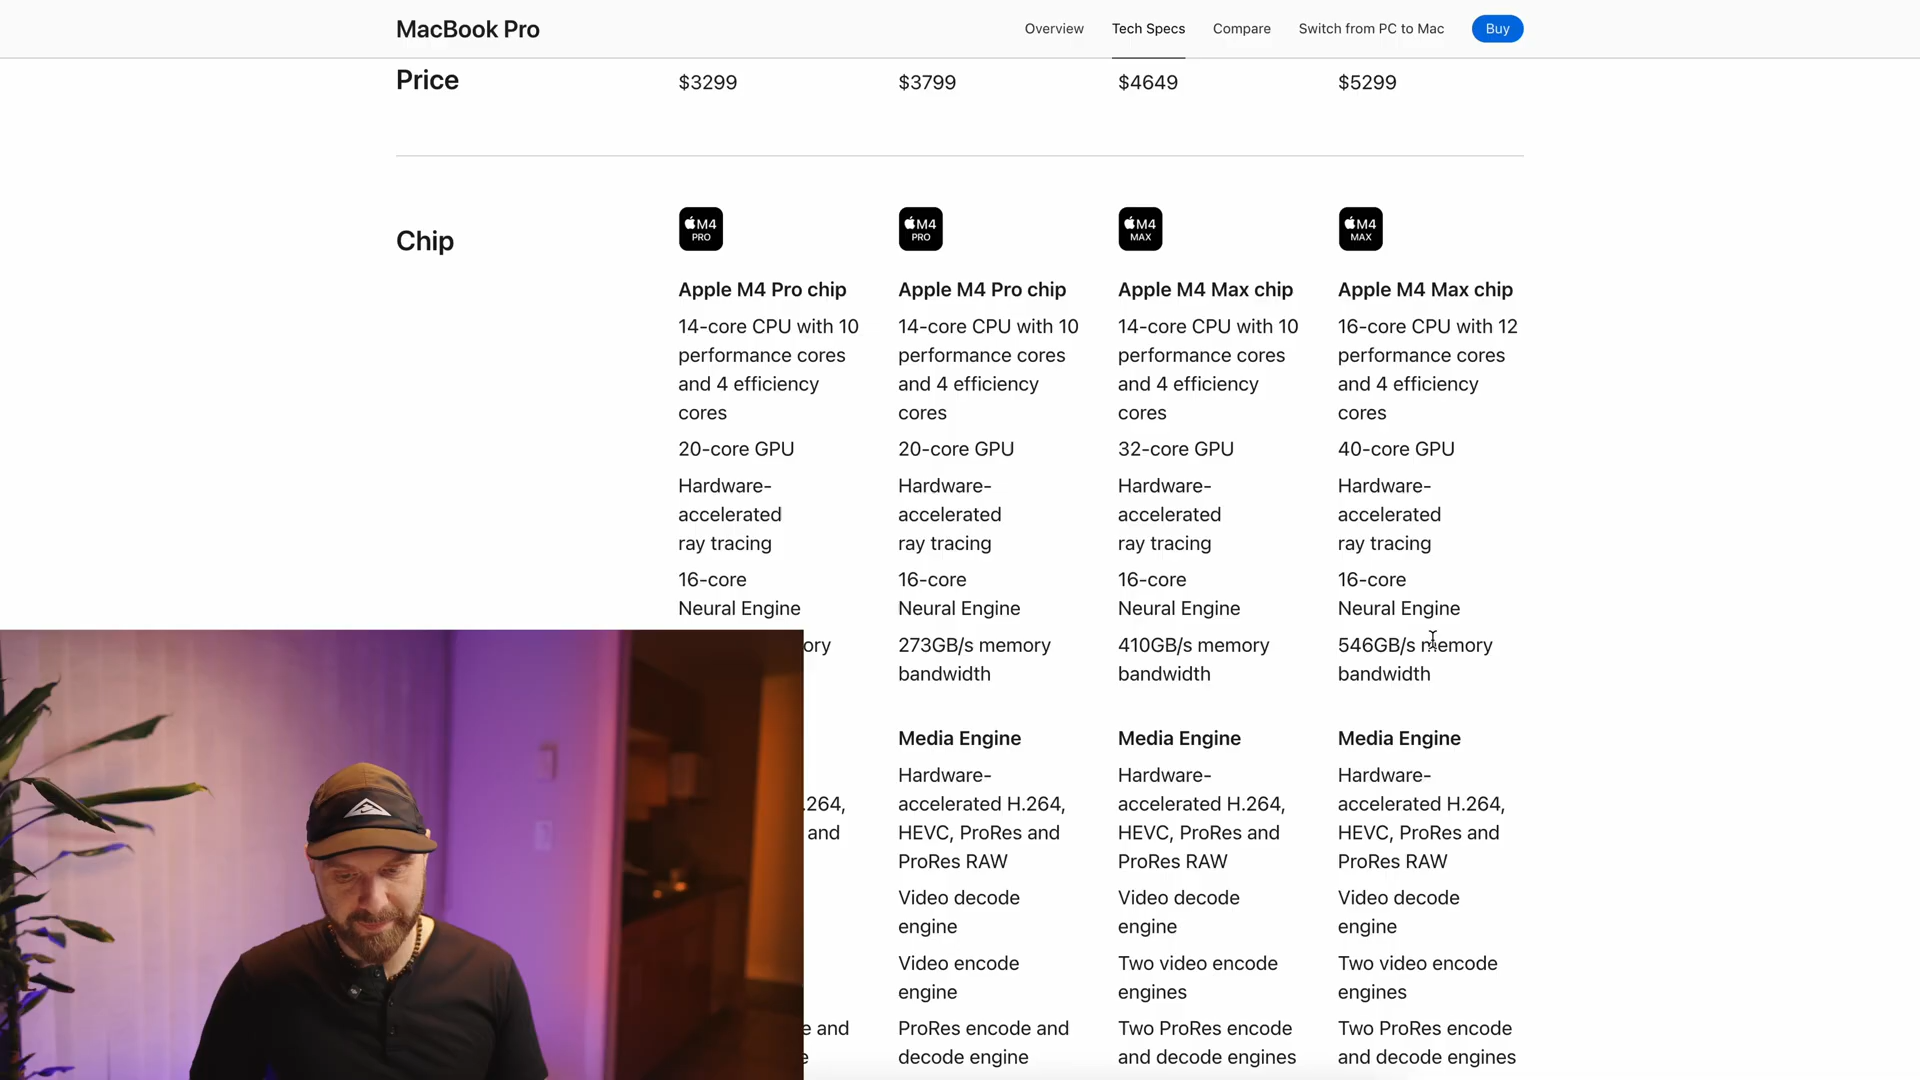 MacBook Pro
Overview
Tech Specs
Compare
Switch from PC to Mac
Buy
Price
$3299
$3799
$4649
$5299
Chip
M4
PRO
M4
PRO
M4
MAX
M4
MAX
Apple M4 Pro chip
14-core CPU with 10
performance cores
and 4 efficiency
cores
20-core GPU
Hardware-
accelerated
ray tracing
16-core
Neural Engine
ory
.264,
and
e and
e
Apple M4 Pro chip
14-core CPU with 10
performance cores
and 4 efficiency
cores
20-core GPU
Hardware-
accelerated
ray tracing
16-core
Neural Engine
273GB/s memory
bandwidth
Media Engine
Hardware-
accelerated H.264,
HEVC, ProRes and
ProRes RAW
Video decode
engine
Video encode
engine
ProRes encode and
decode engine
Apple M4 Max chip
14-core CPU with 10
performance cores
and 4 efficiency
cores
32-core GPU
Hardware-
accelerated
ray tracing
16-core
Neural Engine
410GB/s memory
bandwidth
Media Engine
Hardware-
accelerated H.264,
HEVC, ProRes and
ProRes RAW
Video decode
engine
Two video encode
engines
Two ProRes encode
and decode engines
Apple M4 Max chip
16-core CPU with 12
performance cores
and 4 efficiency
cores
40-core GPU
Hardware-
accelerated
ray tracing
16-core
Neural Engine
546GB/s memory
bandwidth
Media Engine
Hardware-
accelerated H.264,
HEVC, ProRes and
ProRes RAW
Video decode
engine
Two video encode
engines
Two ProRes encode
and decode engines